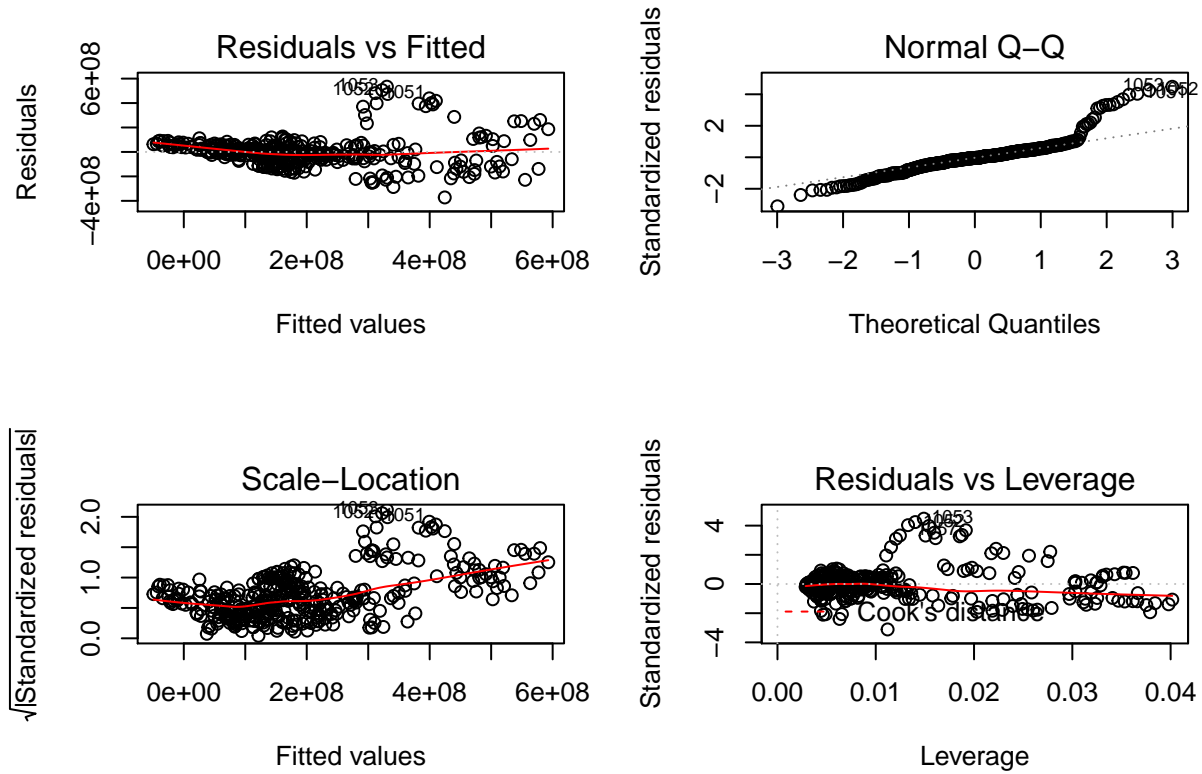 Residuals vs Fitted
Residuals
6e+08
−4e+08
1053
1051
0e+00 2e+08 4e+08 6e+08
Fitted values
Normal Q−Q
Standardized residuals
2
−2
1053
−3 −2 −1 0 1 2 3
Theoretical Quantiles
Scale−Location
√|Standardized residuals|
2.0
1.0
0.0
1051
0e+00 2e+08 4e+08 6e+08
Fitted values
Residuals vs Leverage
Standardized residuals
4
0
−4
1053
Cook's distance
0.00 0.01 0.02 0.03 0.04
Leverage